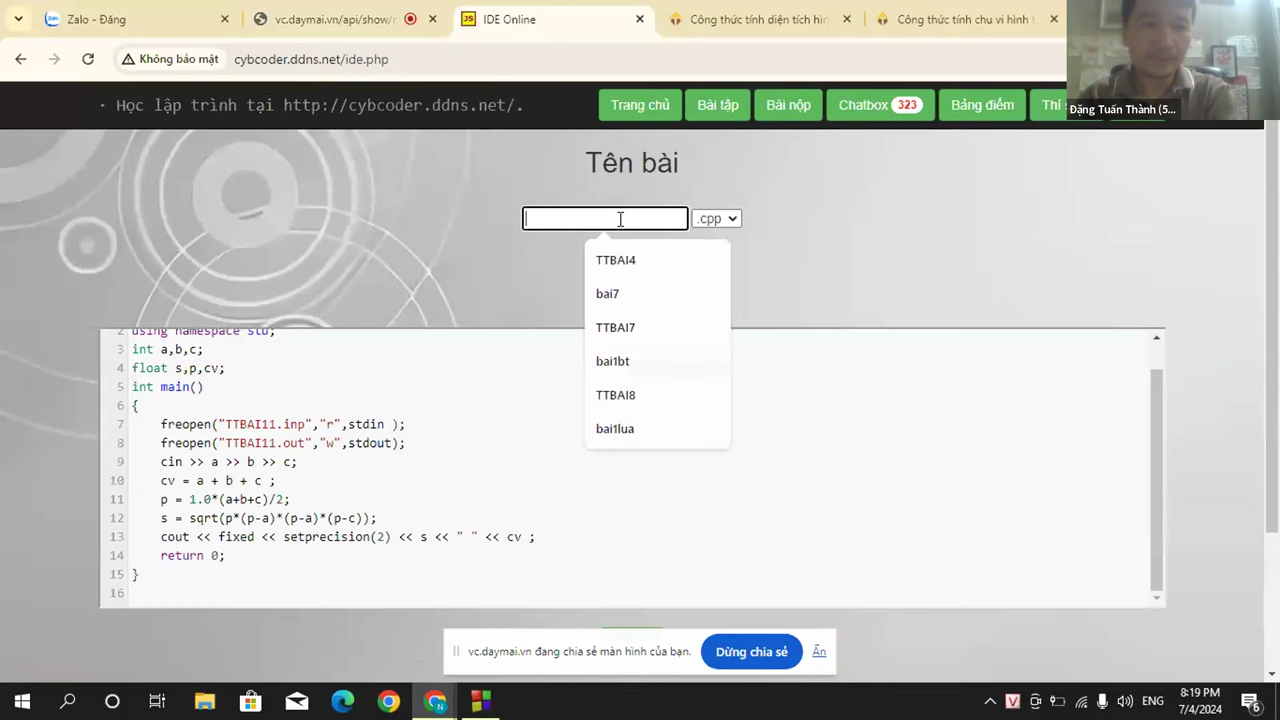 Zalo - Đăng
vc.daymai.vn/api/show/
IDE Online
Công thức tính diện tích hìn
Công thức tính chu vi hình t
Không bảo mật
cybcoder.ddns.net/ide.php
· Học lập trình tại http://cybcoder.ddns.net/.
Trang chủ
Bài tập
Bài nộp
Chatbox 323
Bảng điểm
Thí
Đặng Tuấn Thành (5...
Tên bài
.cpp
TTBAI4
bai7
TTBAI7
bai1bt
TTBAI8
bai1lua
2 using namespace std;
3 int a,b,c;
4 float s,p,cv;
5 int main()
6 {
7 freopen("TTBAI11.inp","r",stdin );
8 freopen("TTBAI11.out","w",stdout);
9 cin >> a >> b >> c;
10 cv = a + b + c ;
11 p = 1.0*(a+b+c)/2;
12 s = sqrt(p*(p-a)*(p-a)*(p-c));
13 cout << fixed << setprecision(2) << s << " " << cv ;
14 return 0;
15 }
16
vc.daymai.vn đang chia sẻ màn hình của bạn.
Dừng chia sẻ
Ẩn
ENG
8:19 PM
7/4/2024
6